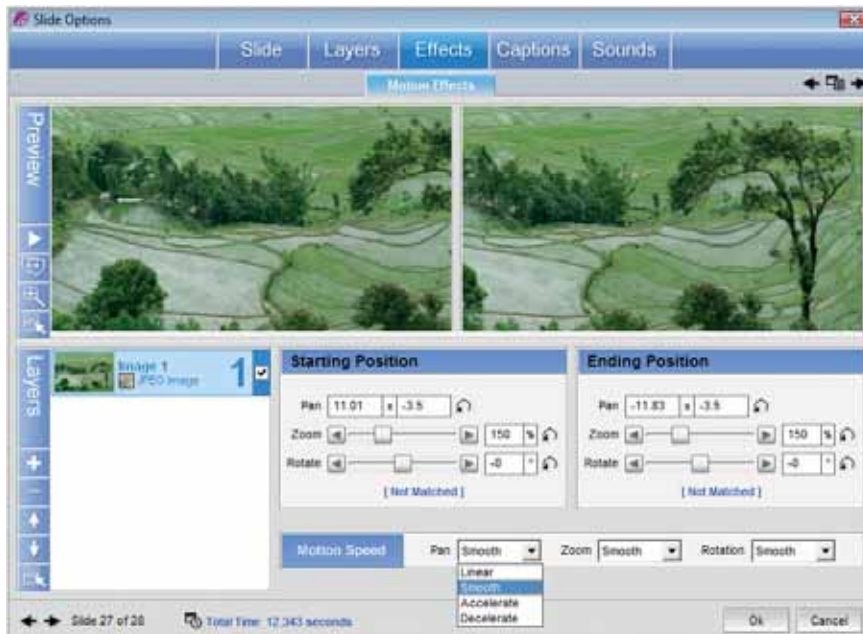 Slide Options
Slide Layers Effects Captions Sounds
Motion Effects
Preview
Layers
Image 1
JPEG Image
1
Starting Position
Pan 11.01 x -3.5
Zoom 150 %
Rotate -0 °
[ Not Matched ]
Ending Position
Pan -11.83 x -3.5
Zoom 150 %
Rotate -0 °
[ Not Matched ]
Motion Speed Pan Smooth Zoom Smooth Rotation Smooth
Linear
Smooth
Accelerate
Decelerate
Slide 27 of 28 Total Time: 12.343 seconds Ok Cancel